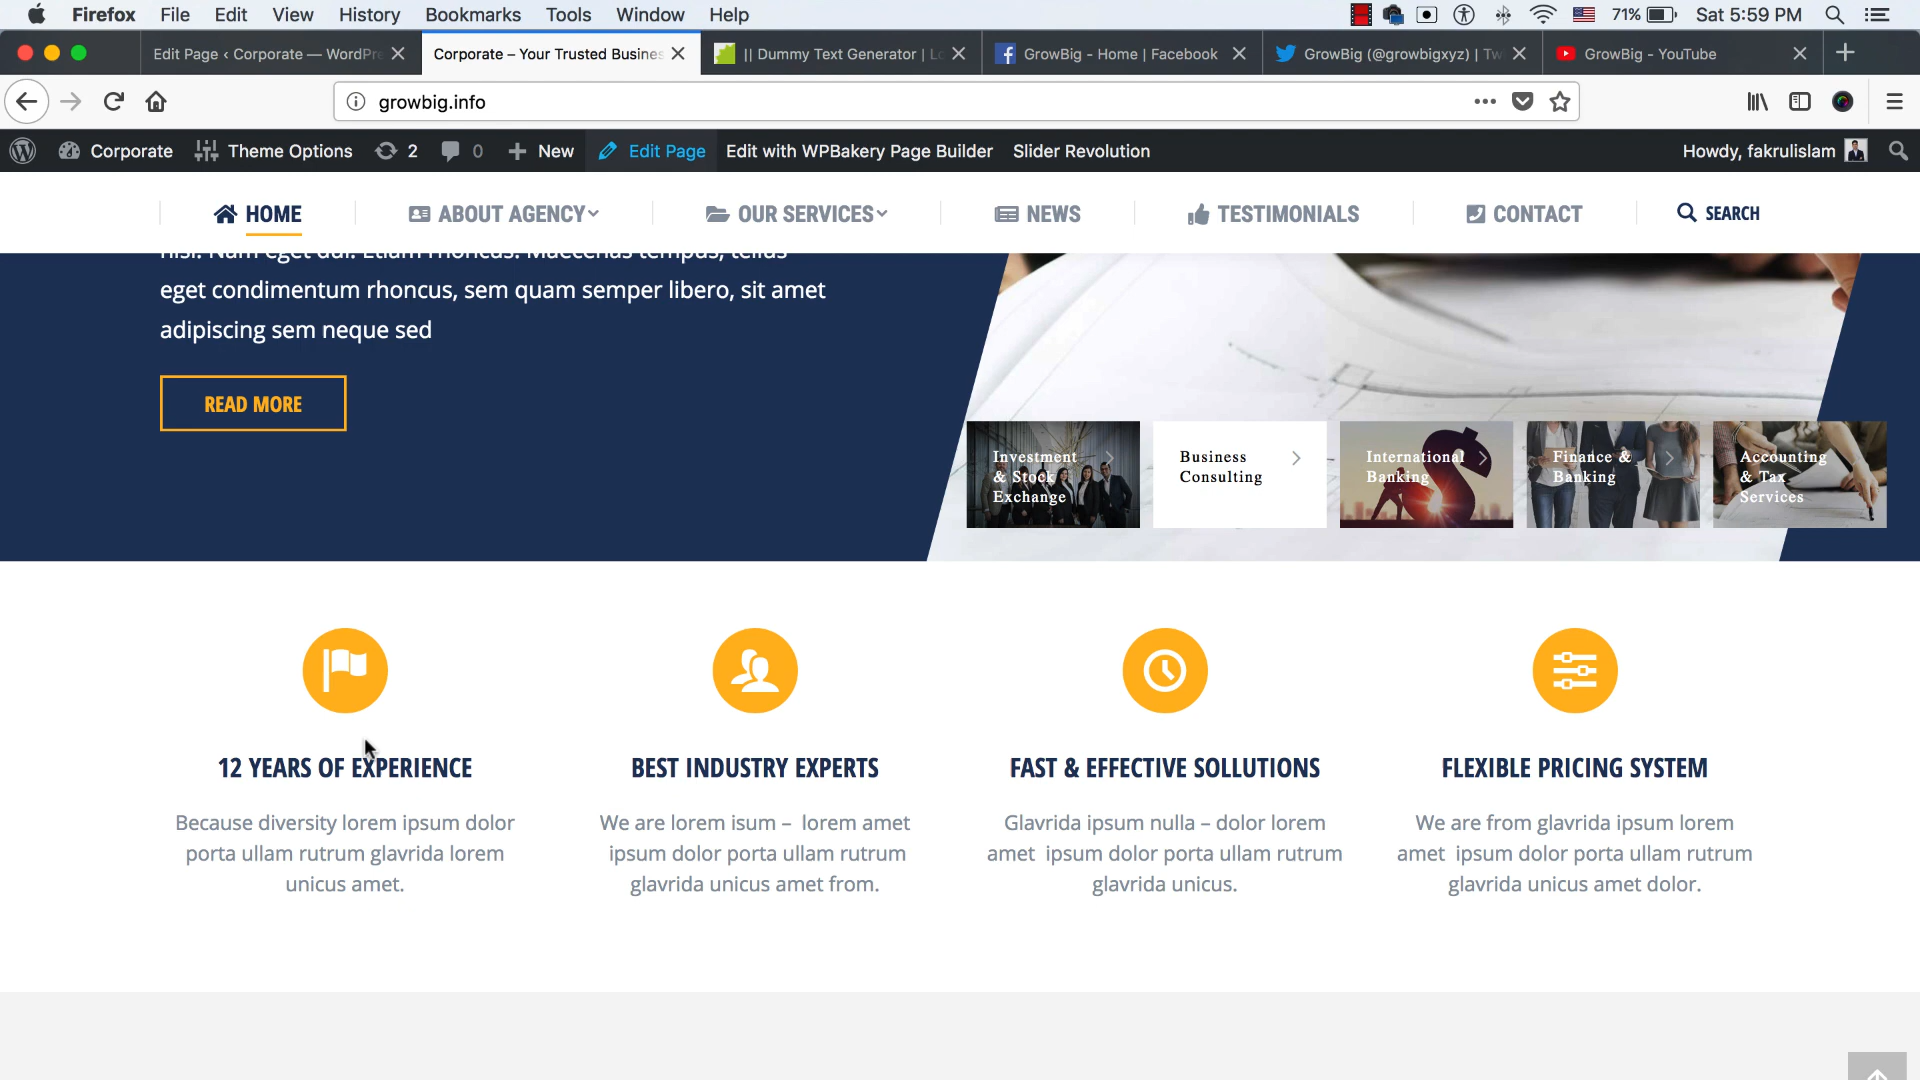 Firefox File Edit View History Bookmarks Tools Window Help 71% Sat 5:59 PM
Edit Page ‹ Corporate — WordPre
Corporate – Your Trusted Busines
|| Dummy Text Generator | Lo
GrowBig - Home | Facebook
GrowBig (@growbigxyz) | Tw
GrowBig - YouTube
growbig.info
Corporate Theme Options 2 0 New Edit Page Edit with WPBakery Page Builder Slider Revolution Howdy, fakrulislam
HOME ABOUT AGENCY OUR SERVICES NEWS TESTIMONIALS CONTACT SEARCH
nisi. Nam eget dui. Etiam rhoncus. Maecenas tempus, tellus
eget condimentum rhoncus, sem quam semper libero, sit amet
adipiscing sem neque sed
READ MORE
Investment
& Stock
Exchange
Business
Consulting
International
Banking
Finance &
Banking
Accounting
& Tax
Services
12 YEARS OF EXPERIENCE
Because diversity lorem ipsum dolor
porta ullam rutrum glavrida lorem
unicus amet.
BEST INDUSTRY EXPERTS
We are lorem isum – lorem amet
ipsum dolor porta ullam rutrum
glavrida unicus amet from.
FAST & EFFECTIVE SOLLUTIONS
Glavrida ipsum nulla – dolor lorem
amet ipsum dolor porta ullam rutrum
glavrida unicus.
FLEXIBLE PRICING SYSTEM
We are from glavrida ipsum lorem
amet ipsum dolor porta ullam rutrum
glavrida unicus amet dolor.